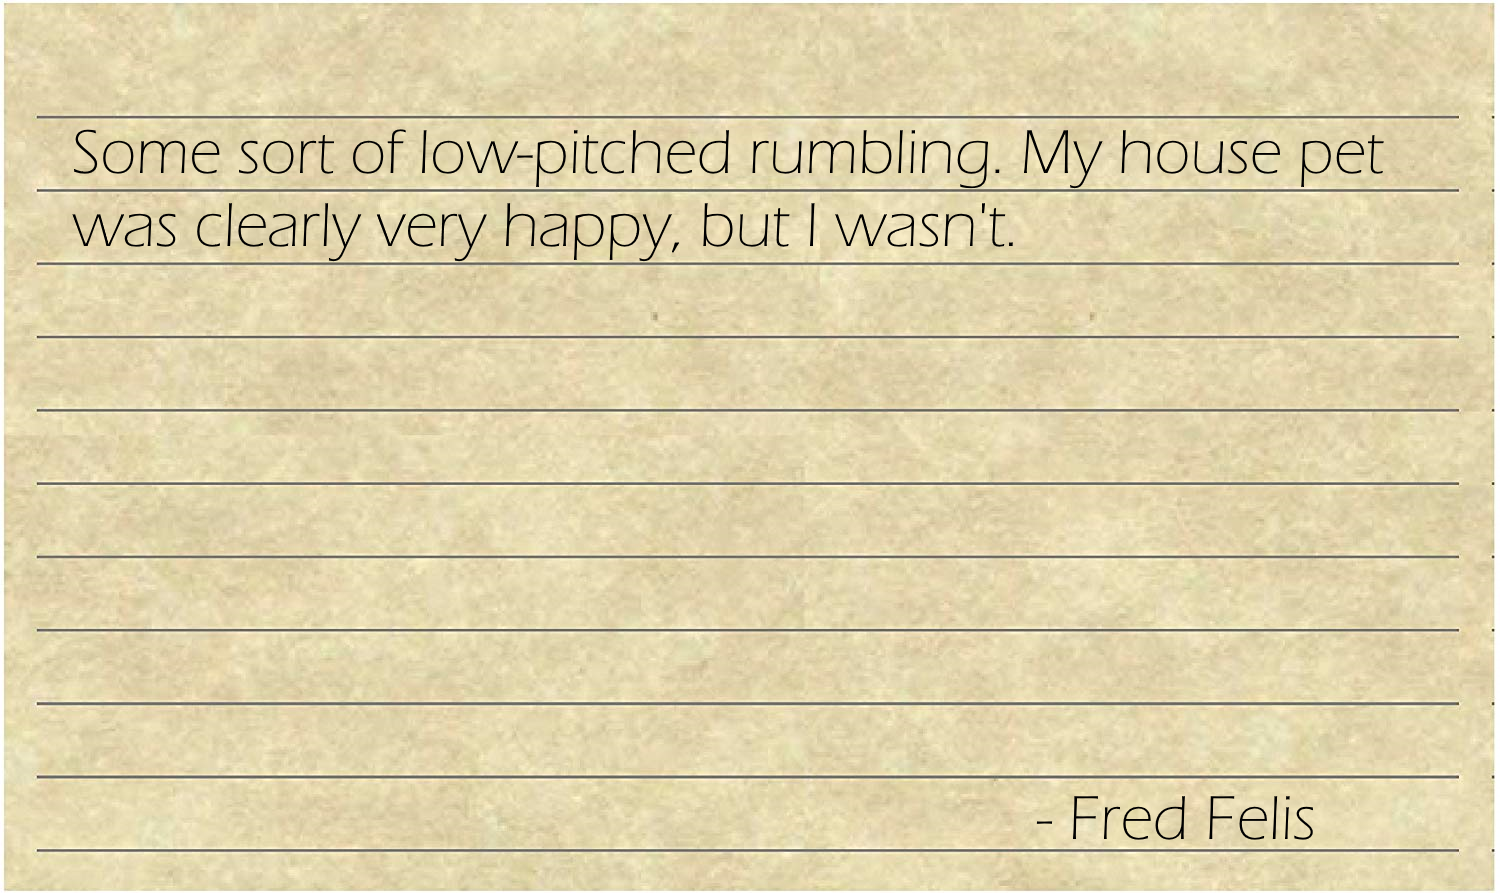 Some sort of low-pitched rumbling. My house pet
was clearly very happy, but I wasn't.
- Fred Felis